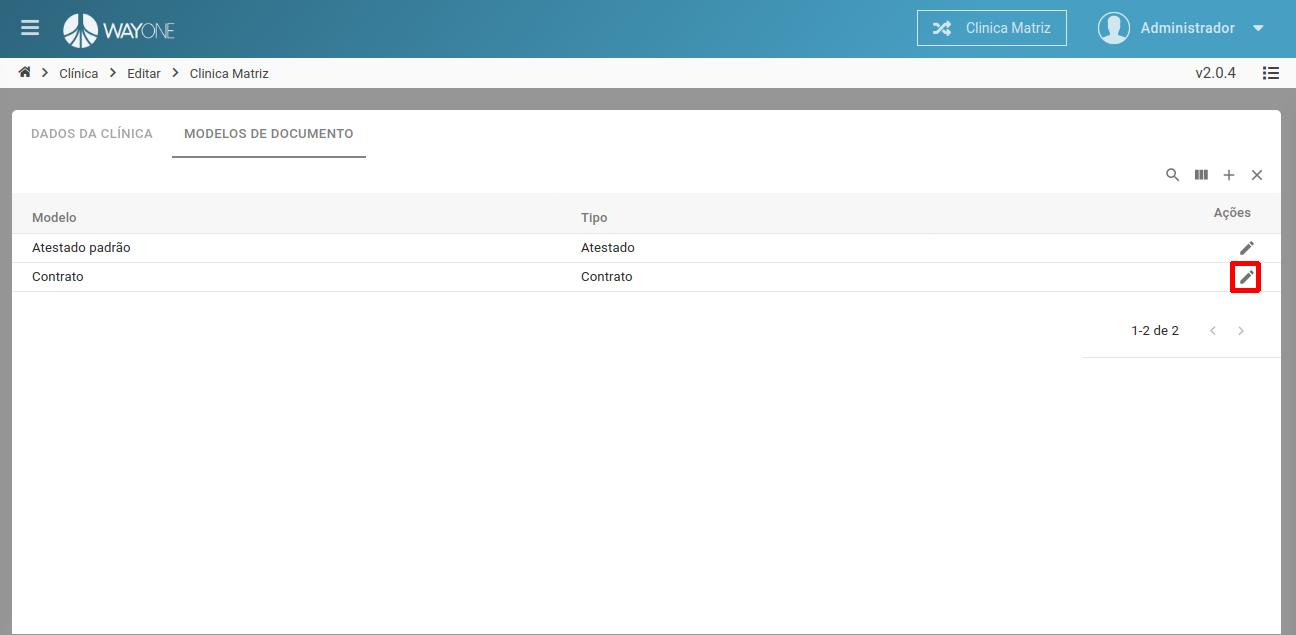 WAYONE
Clinica Matriz
Administrador
Clínica
Editar
Clinica Matriz
v2.0.4
DADOS DA CLÍNICA
MODELOS DE DOCUMENTO
Modelo
Tipo
Ações
Atestado padrão
Atestado
Contrato
Contrato
1-2 de 2